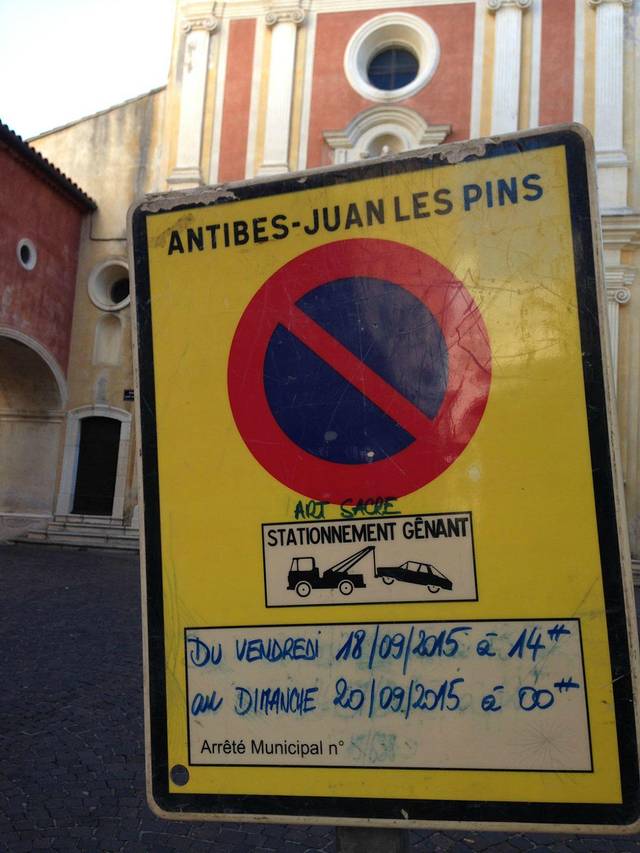 ANTIBES-JUAN LES PINS
ART SACRE
STATIONNEMENT GÊNANT
DU VENDREDI 18/09/2015 à 14H
au DIMANCHE 20/09/2015 à 00H
Arrêté Municipal n°